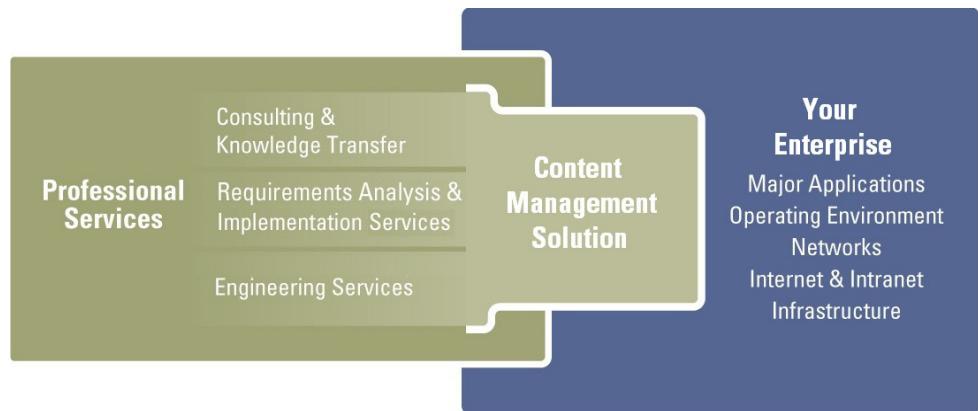 Professional
Services
Consulting &
Knowledge Transfer
Requirements Analysis &
Implementation Services
Engineering Services
Content
Management
Solution
Your
Enterprise
Major Applications
Operating Environment
Networks
Internet & Intranet
Infrastructure